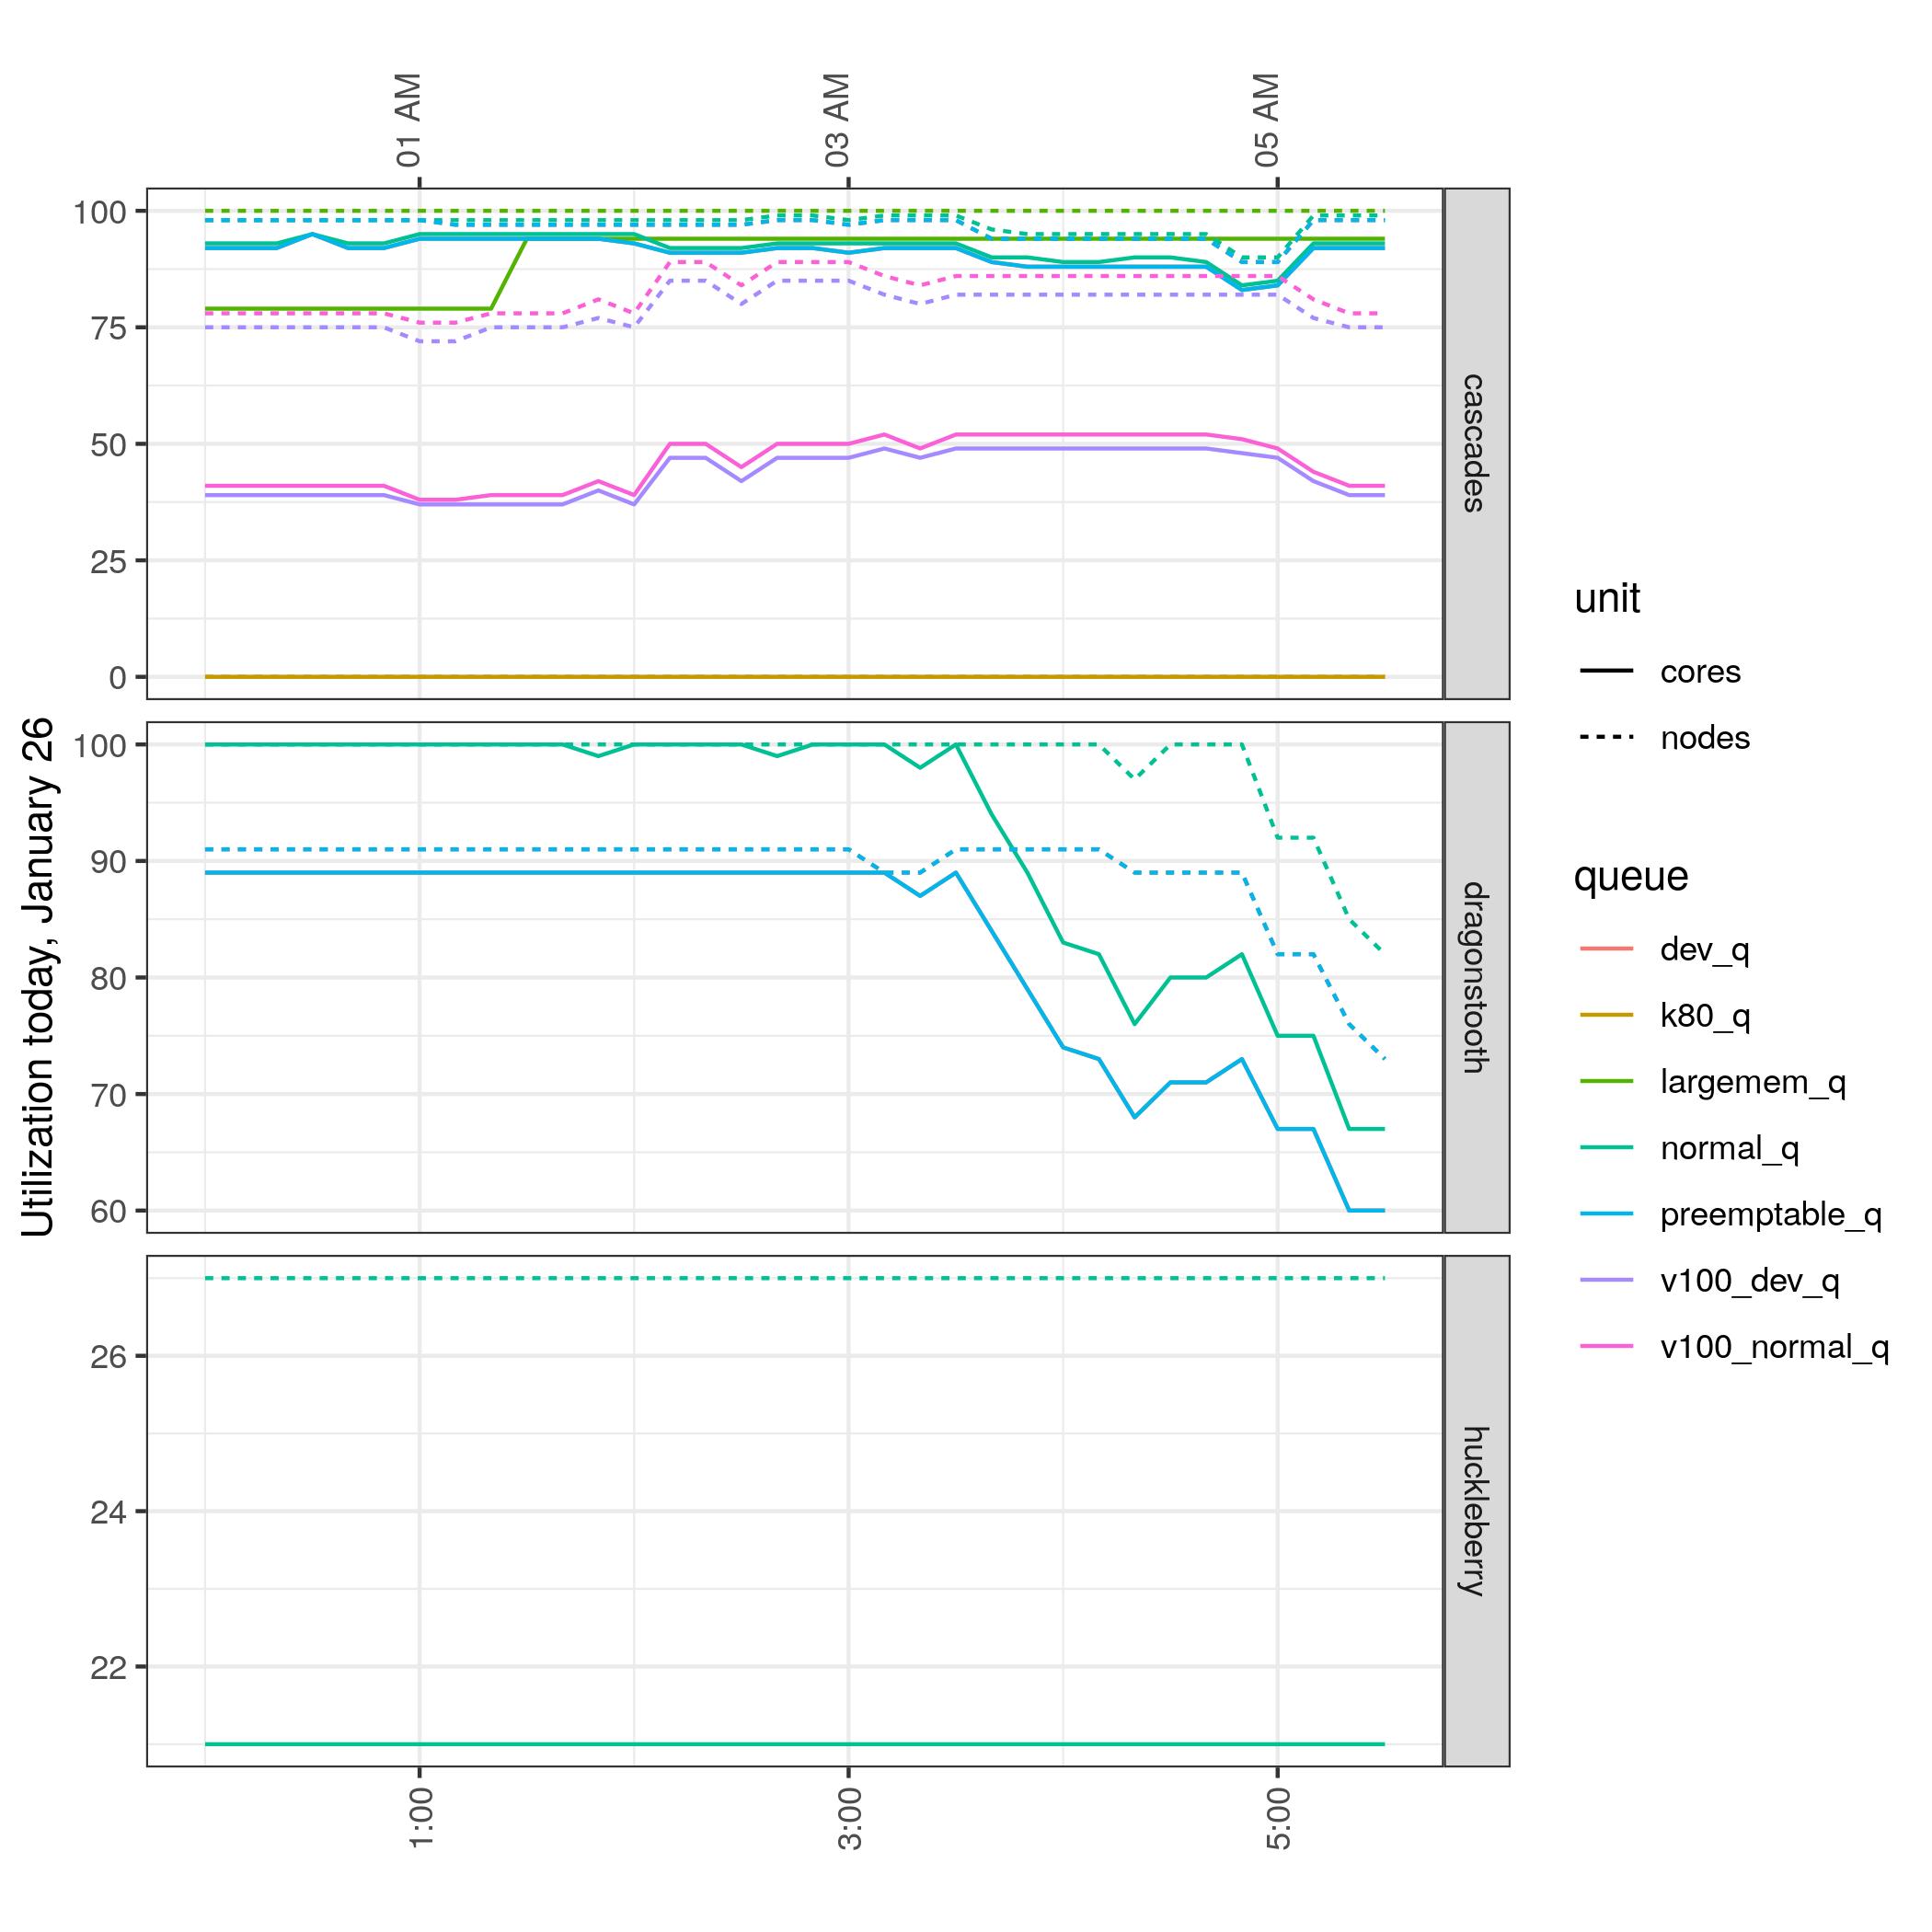 01 AM
03 AM
05 AM
Utilization today, January 26
100
75
50
25
0
cascades
100
90
80
70
60
dragonstooth
26
24
22
huckleberry
1:00
3:00
5:00
unit
cores
nodes
queue
dev_q
k80_q
largemem_q
normal_q
preemptable_q
v100_dev_q
v100_normal_q